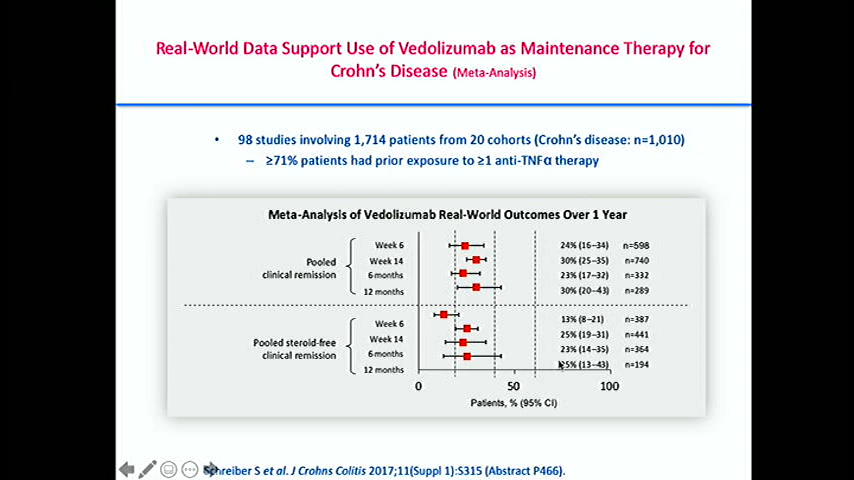 Real-World Data Support Use of Vedolizumab as Maintenance Therapy for
Crohn's Disease (Meta-Analysis)
• 98 studies involving 1,714 patients from 20 cohorts (Crohn's disease: n=1,010)
– ≥71% patients had prior exposure to ≥1 anti-TNFα therapy
Meta-Analysis of Vedolizumab Real-World Outcomes Over 1 Year
Pooled
clinical remission
Week 6 24% (16–34) n=598
Week 14 30% (25–35) n=740
6 months 23% (17–32) n=332
12 months 30% (20–43) n=289
Pooled steroid-free
clinical remission
Week 6 13% (8–21) n=387
Week 14 25% (19–31) n=441
6 months 23% (14–35) n=364
12 months 25% (13–43) n=194
0 50 100
Patients, % (95% CI)
Schreiber S et al. J Crohns Colitis 2017;11(Suppl 1):S315 (Abstract P466).